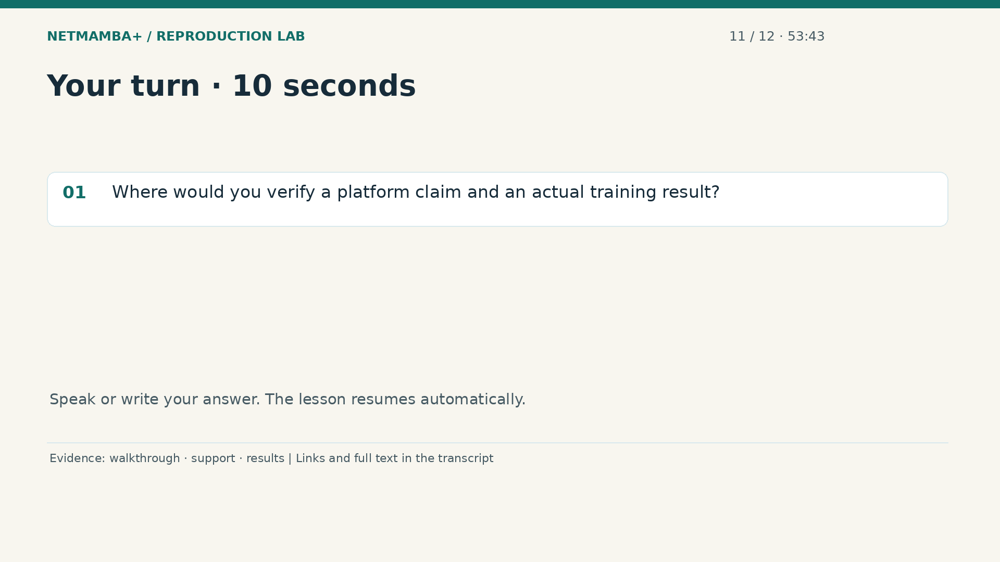 NETMAMBA+ / REPRODUCTION LAB
11 / 12 · 53:43
Your turn · 10 seconds
01 Where would you verify a platform claim and an actual training result?
Speak or write your answer. The lesson resumes automatically.
Evidence: walkthrough · support · results | Links and full text in the transcript